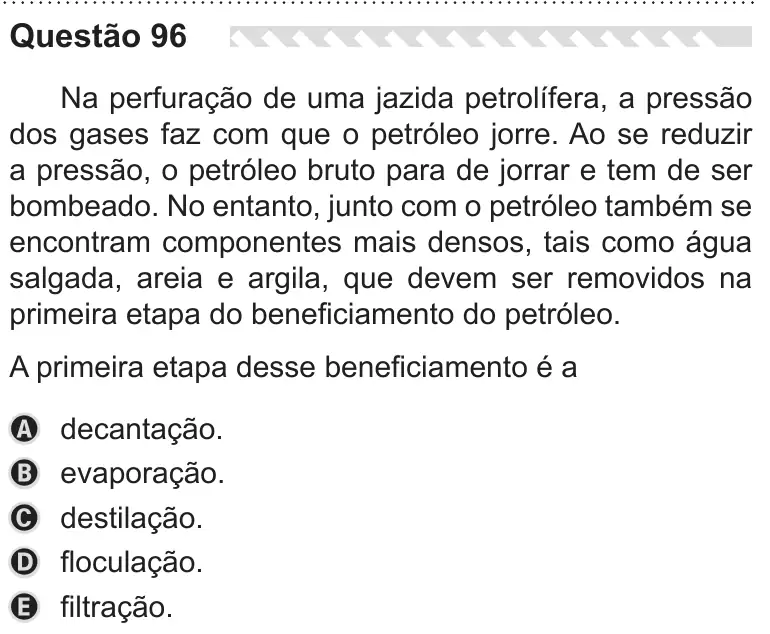 Questão 96
Na perfuração de uma jazida petrolífera, a pressão
dos gases faz com que o petróleo jorre. Ao se reduzir
a pressão, o petróleo bruto para de jorrar e tem de ser
bombeado. No entanto, junto com o petróleo também se
encontram componentes mais densos, tais como água
salgada, areia e argila, que devem ser removidos na
primeira etapa do beneficiamento do petróleo.
A primeira etapa desse beneficiamento é a
A decantação.
B evaporação.
C destilação.
D floculação.
E filtração.